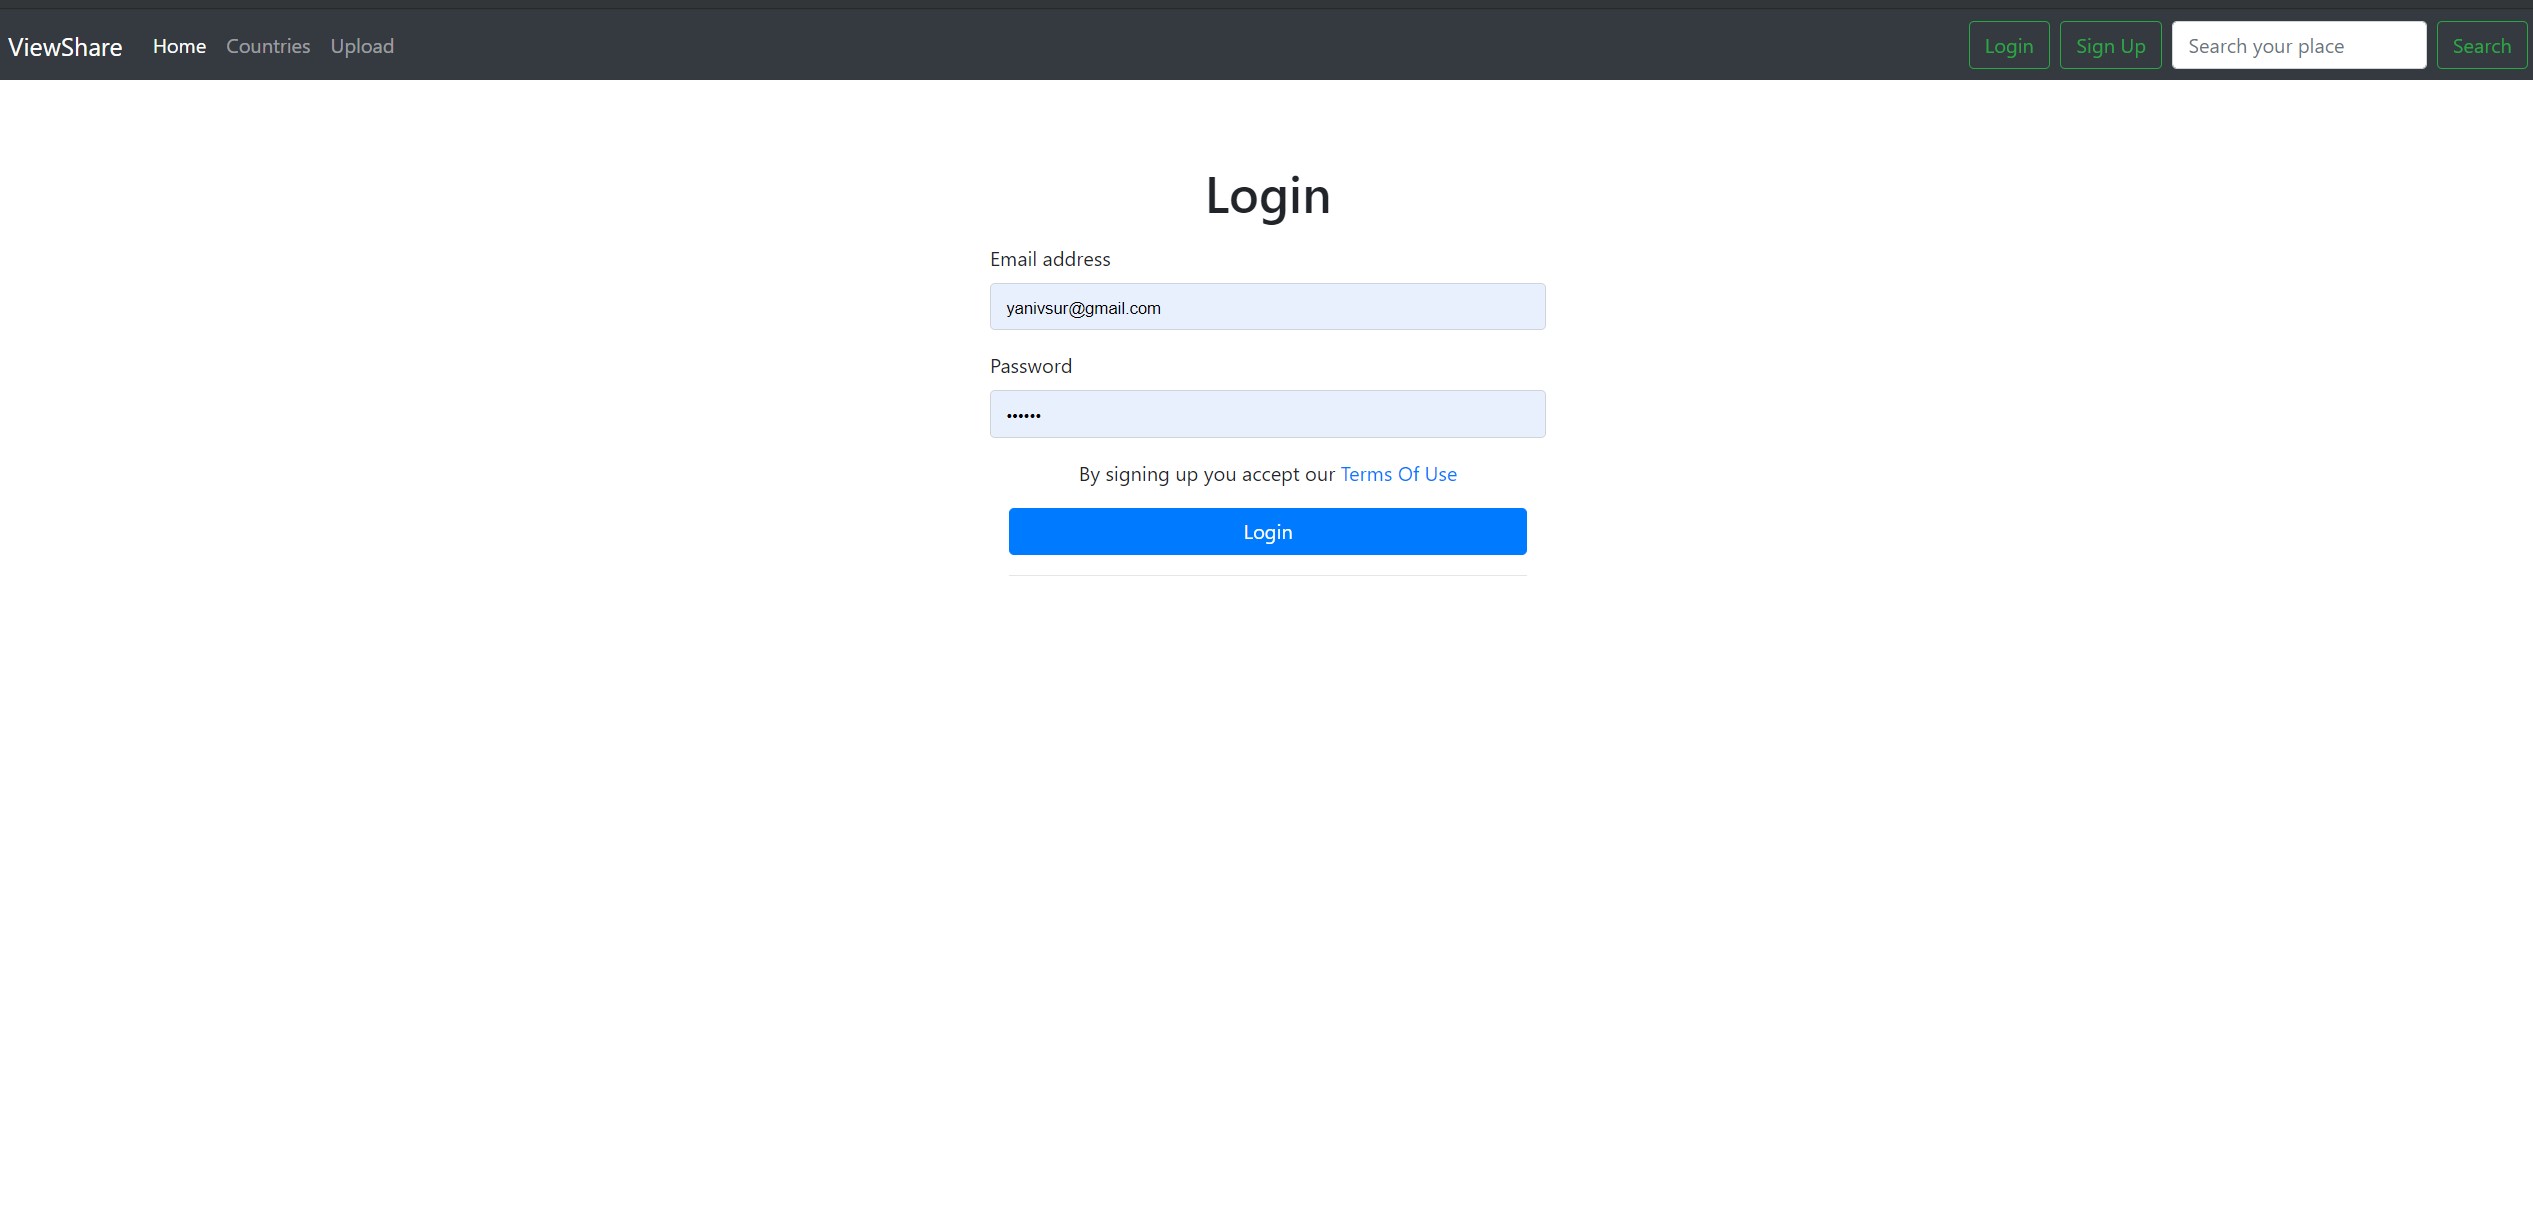 ViewShare Home Countries Upload Login Sign Up Search your place Search
Login
Email address
yanivsur@gmail.com
Password
••••••
By signing up you accept our Terms Of Use
Login